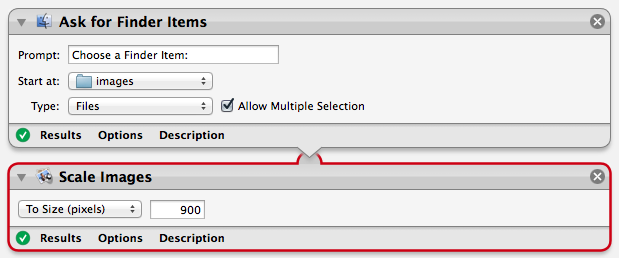 Ask for Finder Items
Prompt: Choose a Finder Item:
Start at: images
Type: Files Allow Multiple Selection
Results Options Description
Scale Images
To Size (pixels) 900
Results Options Description